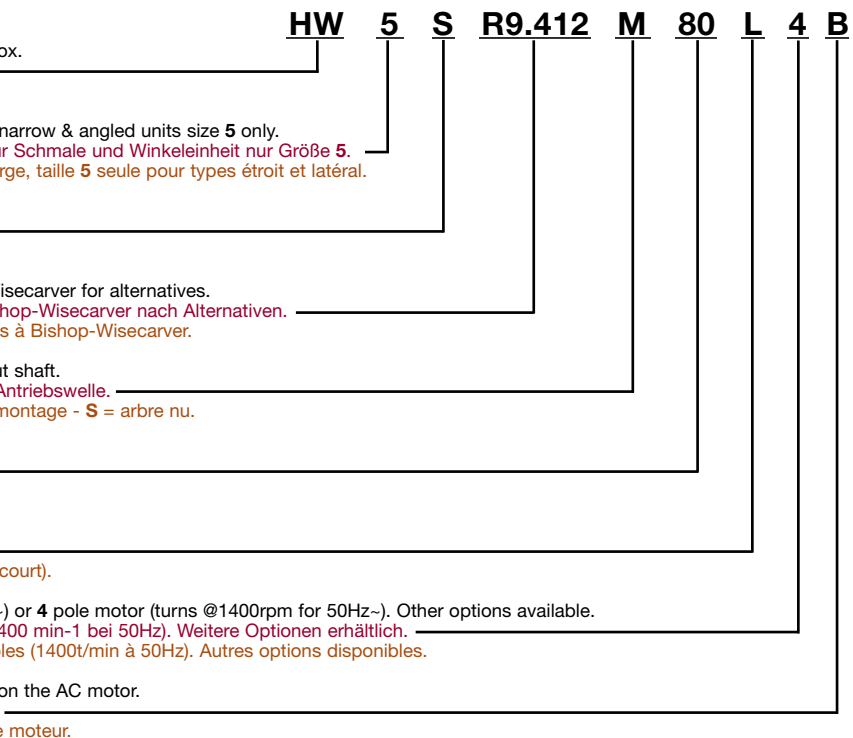 HW 5 S R9.412 M 80 L 4 B
ox.
narrow & angled units size 5 only.
ur Schmale und Winkeleinheit nur Größe 5.
rge, taille 5 seule pour types étroit et latéral.
isecarver for alternatives.
hop-Wisecarver nach Alternativen.
s à Bishop-Wisecarver.
ut shaft.
Antriebswelle.
montage - S = arbre nu.
court).
~) or 4 pole motor (turns @1400rpm for 50Hz~). Other options available.
400 min-1 bei 50Hz). Weitere Optionen erhältlich.
les (1400t/min à 50Hz). Autres options disponibles.
on the AC motor.
e moteur.